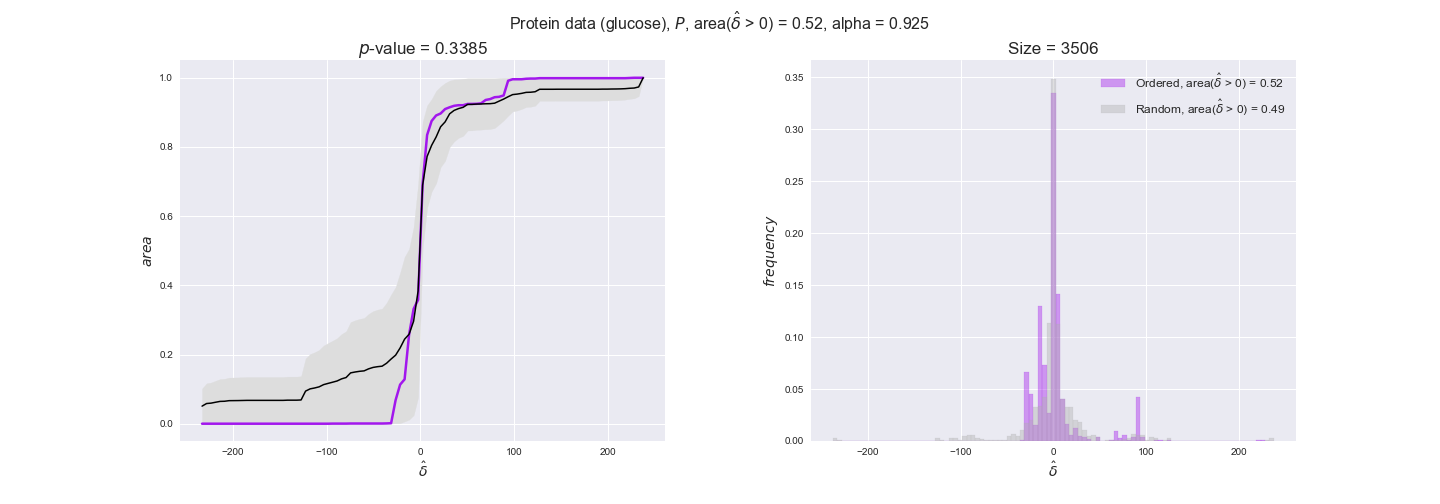 Protein data (glucose), P, area(δ̂ > 0) = 0.52, alpha = 0.925
p-value = 0.3385
1.0
0.8
0.6
0.4
0.2
0.0
area
−200 −100 0 100 200
δ̂
Size = 3506
Ordered, area(δ̂ > 0) = 0.52
Random, area(δ̂ > 0) = 0.49
0.35
0.30
0.25
0.20
0.15
0.10
0.05
0.00
frequency
−200 −100 0 100 200
δ̂